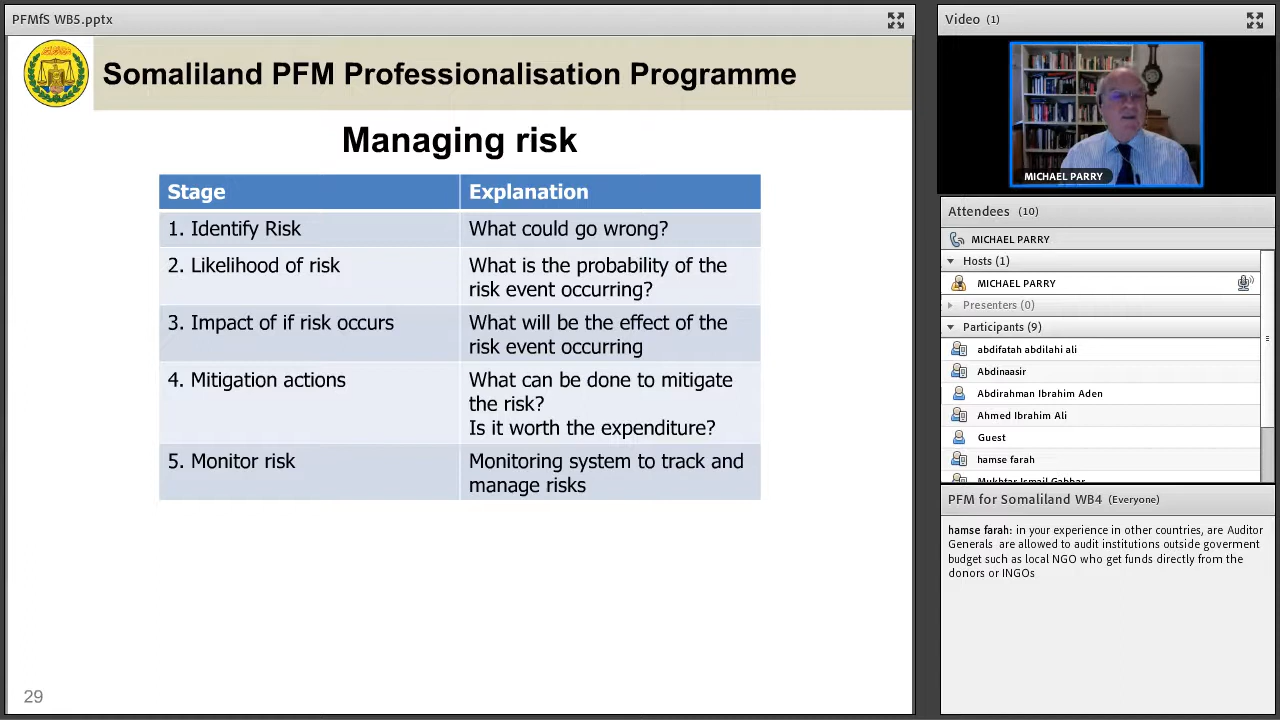 PFMfS WB5.pptx
Somaliland PFM Professionalisation Programme
Managing risk
Stage
Explanation
1. Identify Risk
What could go wrong?
2. Likelihood of risk
What is the probability of the
risk event occurring?
3. Impact of if risk occurs
What will be the effect of the
risk event occurring
4. Mitigation actions
What can be done to mitigate
the risk?
Is it worth the expenditure?
5. Monitor risk
Monitoring system to track and
manage risks
29
Video (1)
MICHAEL PARRY
Attendees (10)
MICHAEL PARRY
Hosts (1)
MICHAEL PARRY
Presenters (0)
Participants (9)
abdifatah abdilahi ali
Abdinaasir
Abdirahman Ibrahim Aden
Ahmed Ibrahim Ali
Guest
hamse farah
PFM for Somaliland WB4 (Everyone)
hamse farah: in your experience in other countries, are Auditor
Generals are allowed to audit institutions outside goverment
budget such as local NGO who get funds directly from the
donors or INGOs